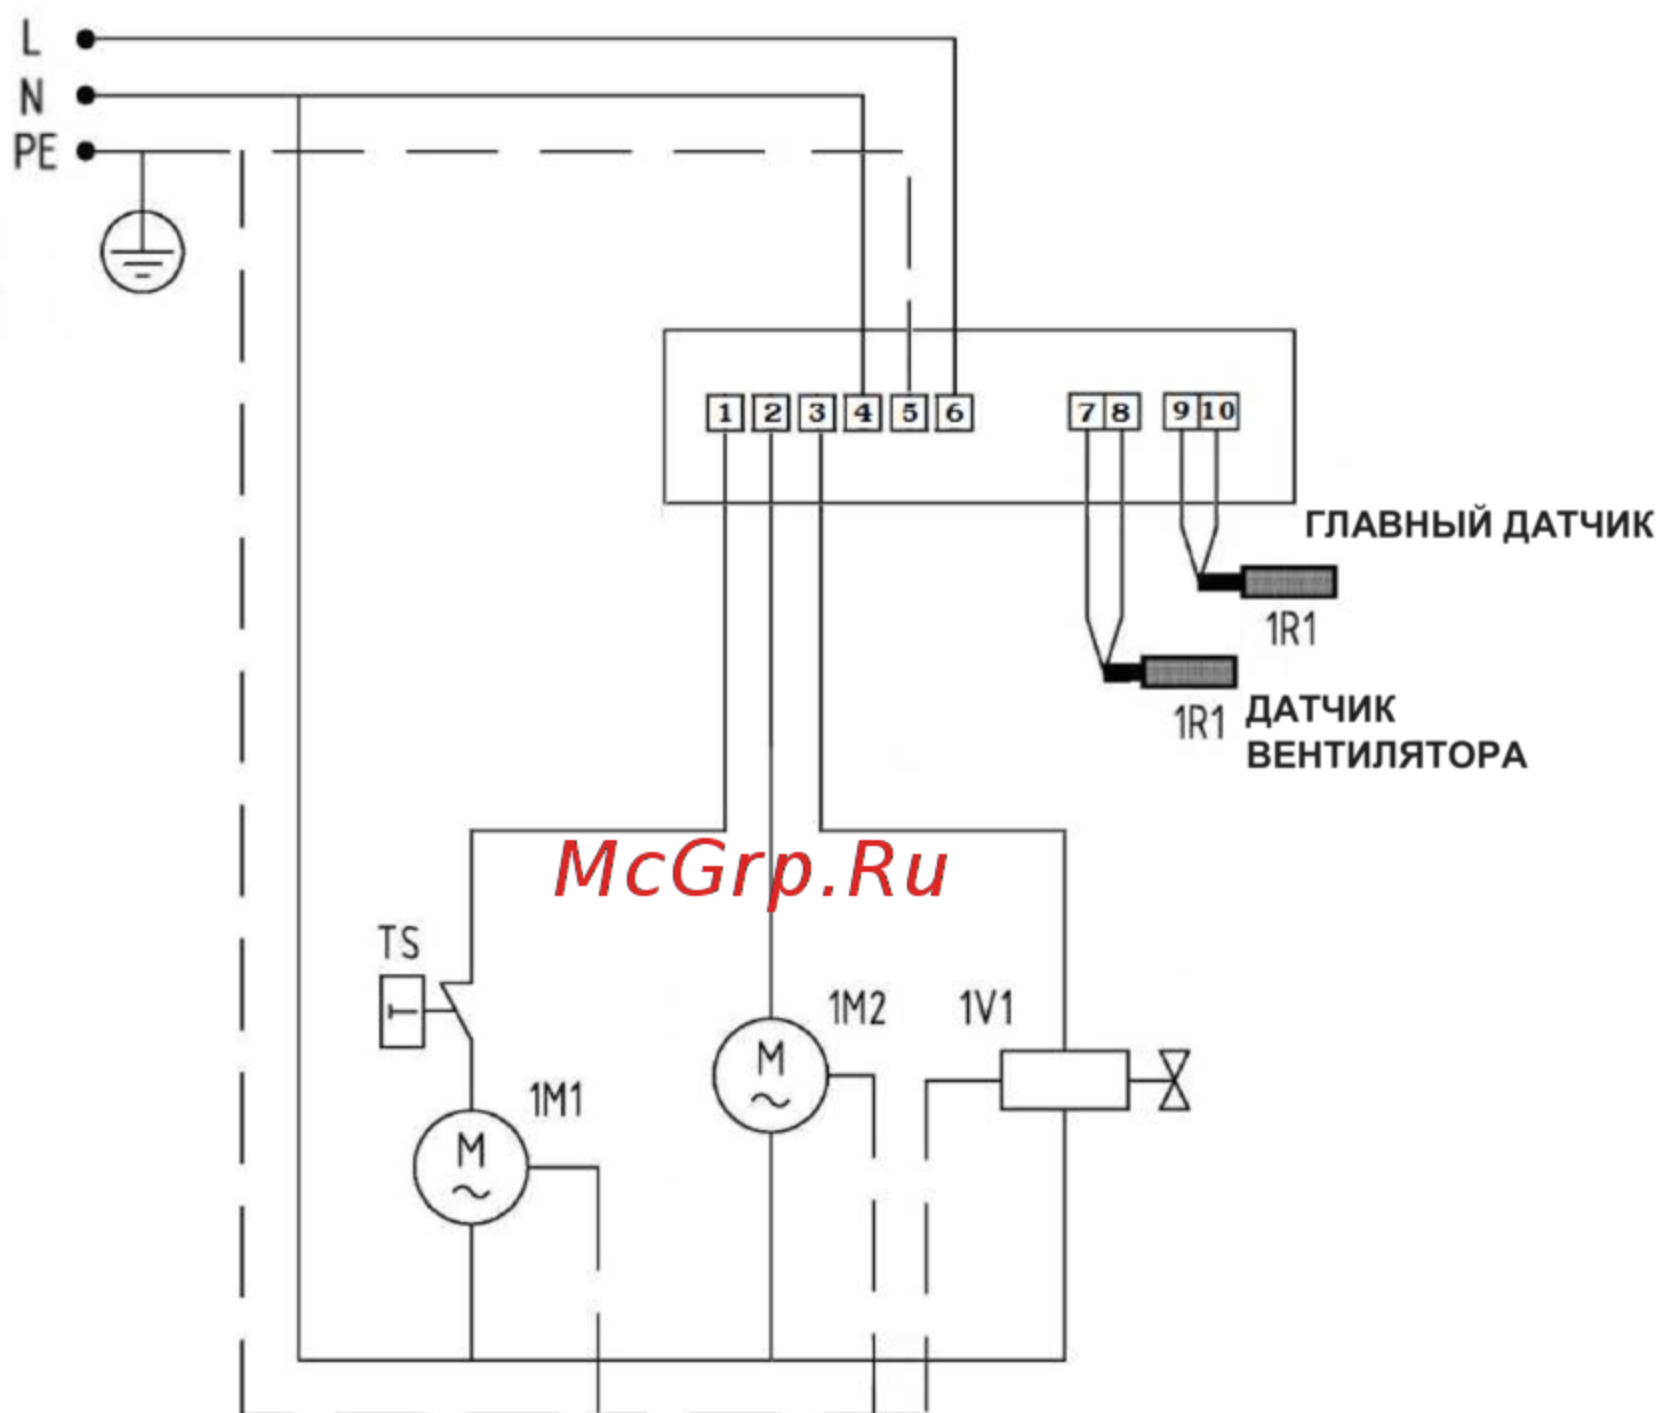 L
N
PE
1 2 3 4 5 6 7 8 9 10
ГЛАВНЫЙ ДАТЧИК
1R1
1R1 ДАТЧИК
ВЕНТИЛЯТОРА
McGrp.Ru
TS
T
1M2
1V1
M
~
1M1
M
~